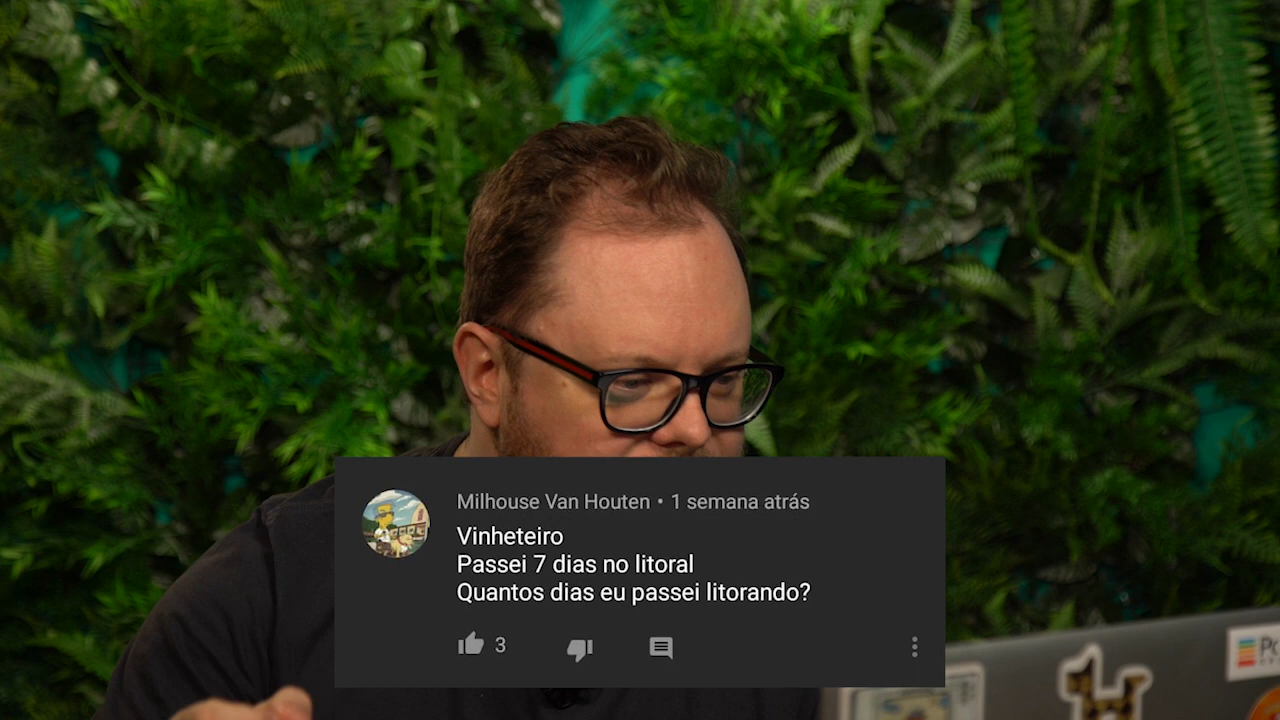 Milhouse Van Houten • 1 semana atrás
Vinheteiro
Passei 7 dias no litoral
Quantos dias eu passei litorando?
3